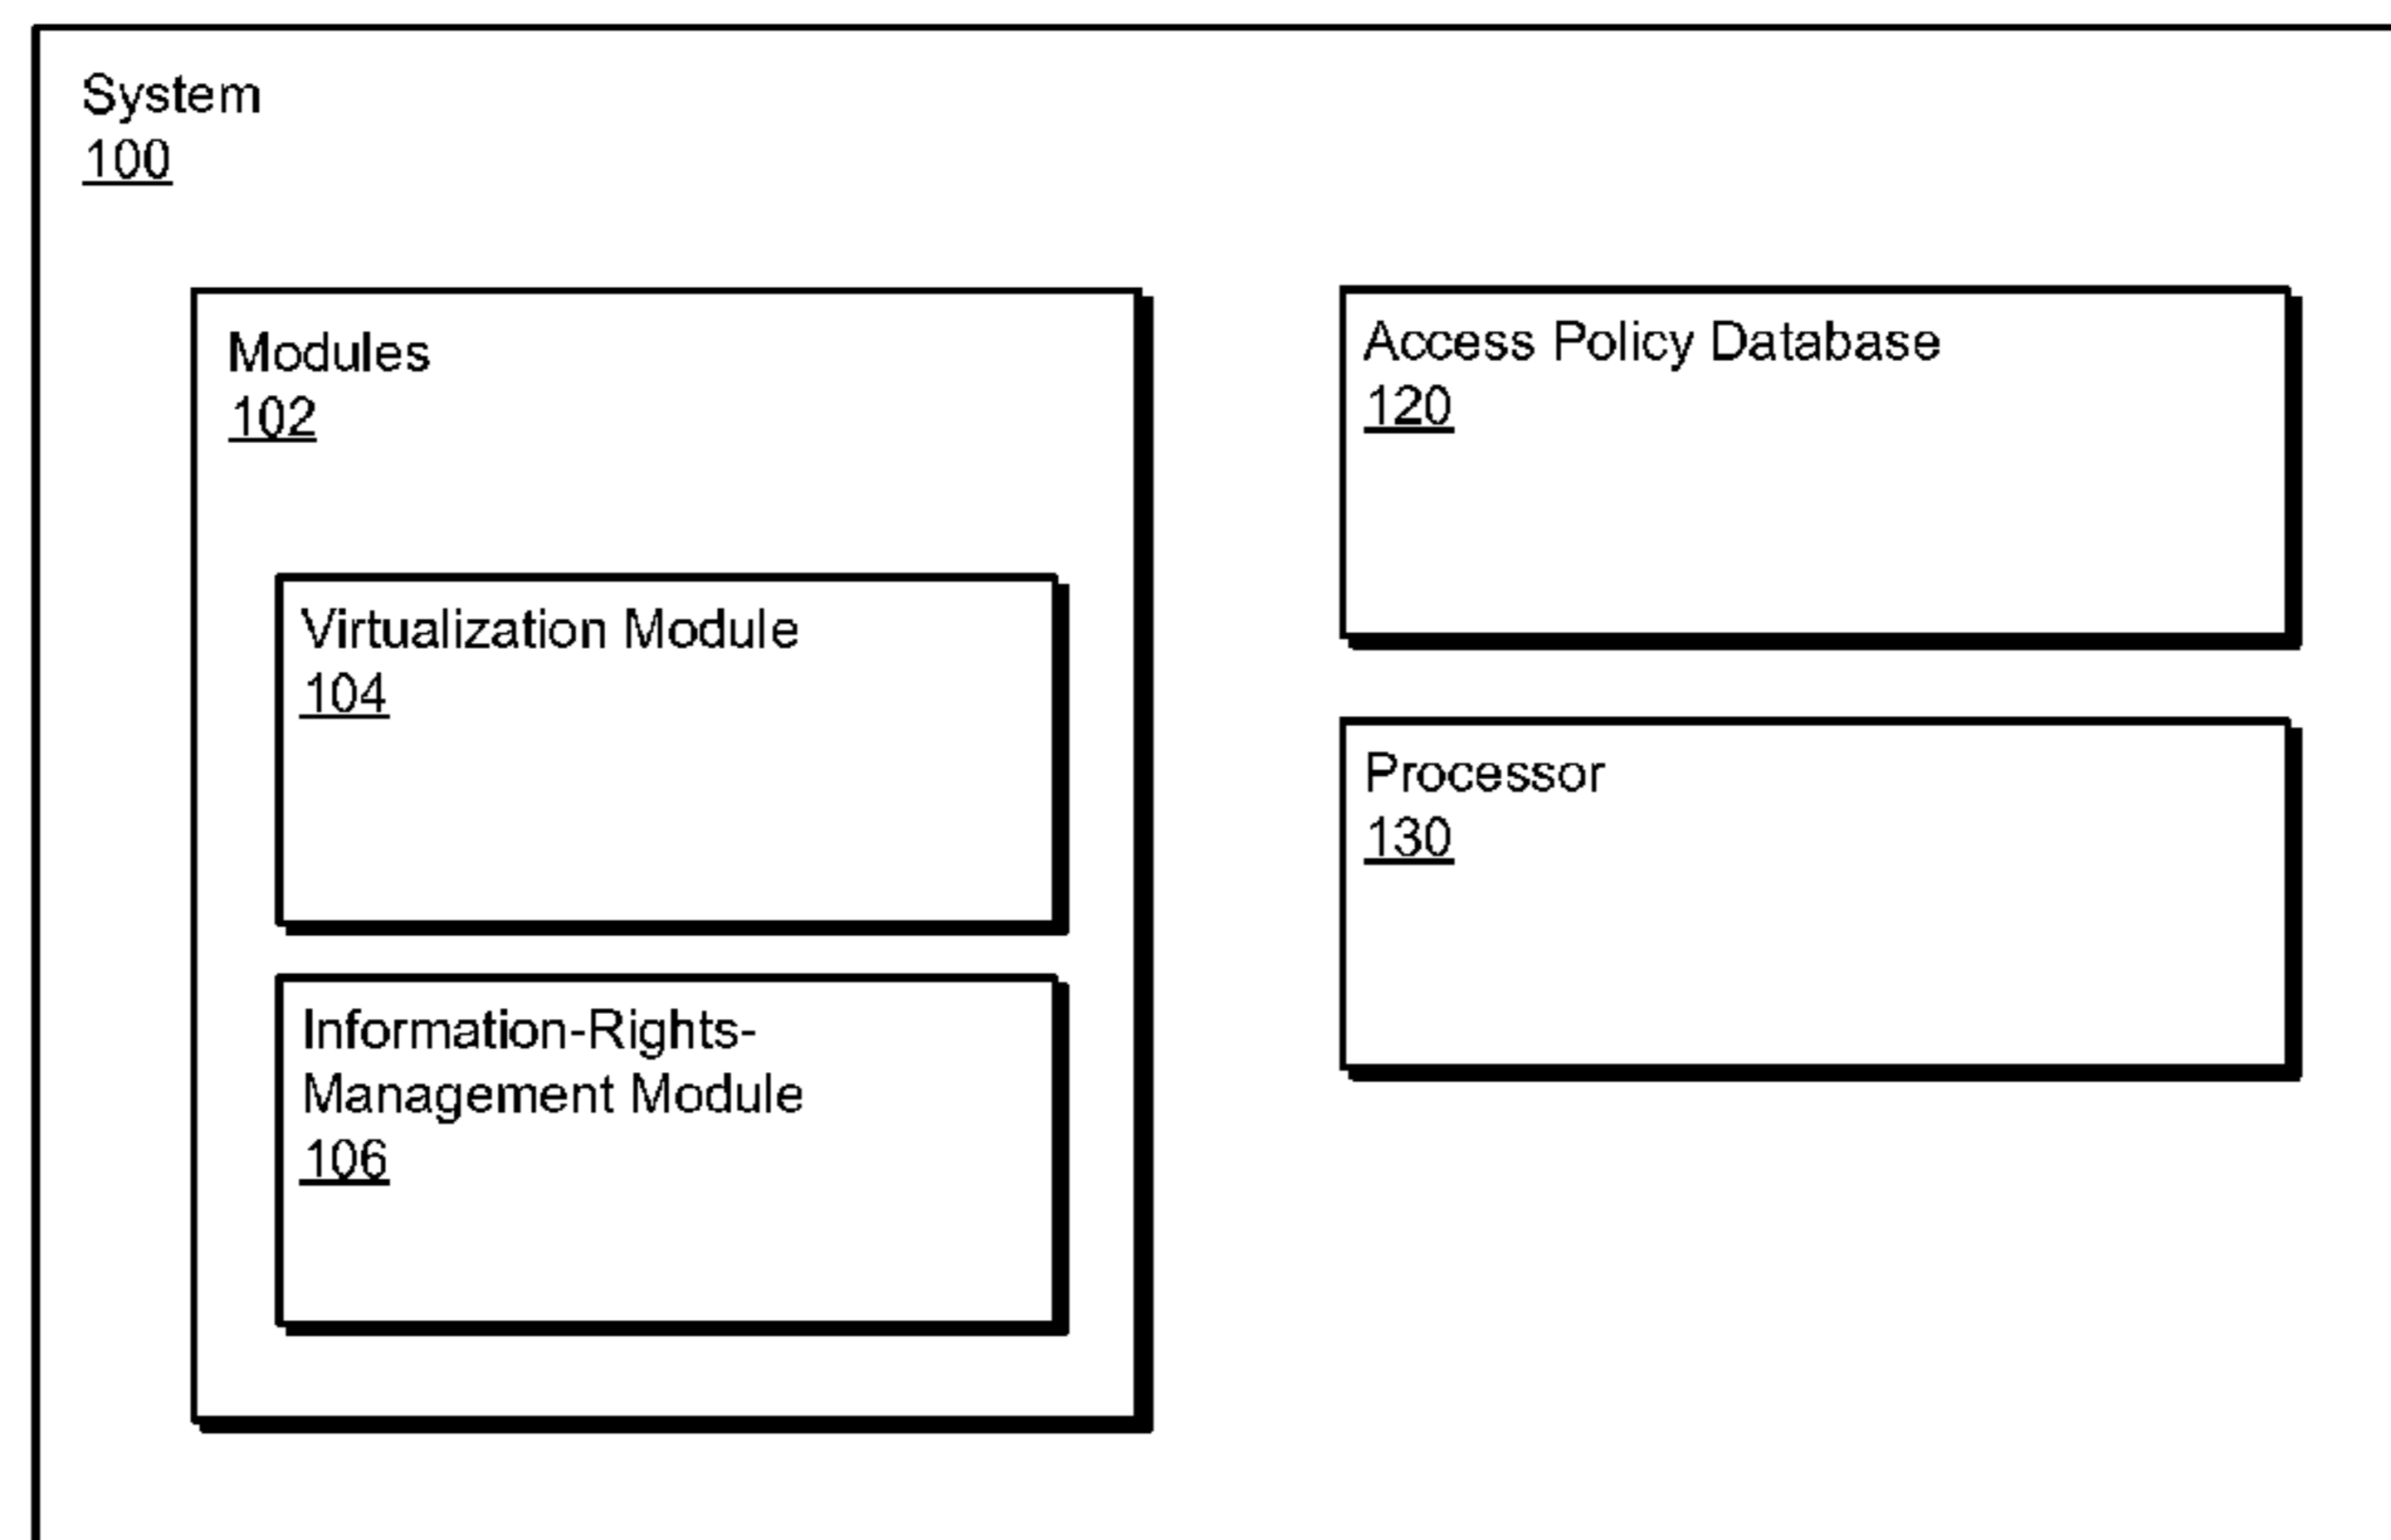 System
100
Modules
102
Virtualization Module
104
Information-Rights-
Management Module
106
Access Policy Database
120
Processor
130